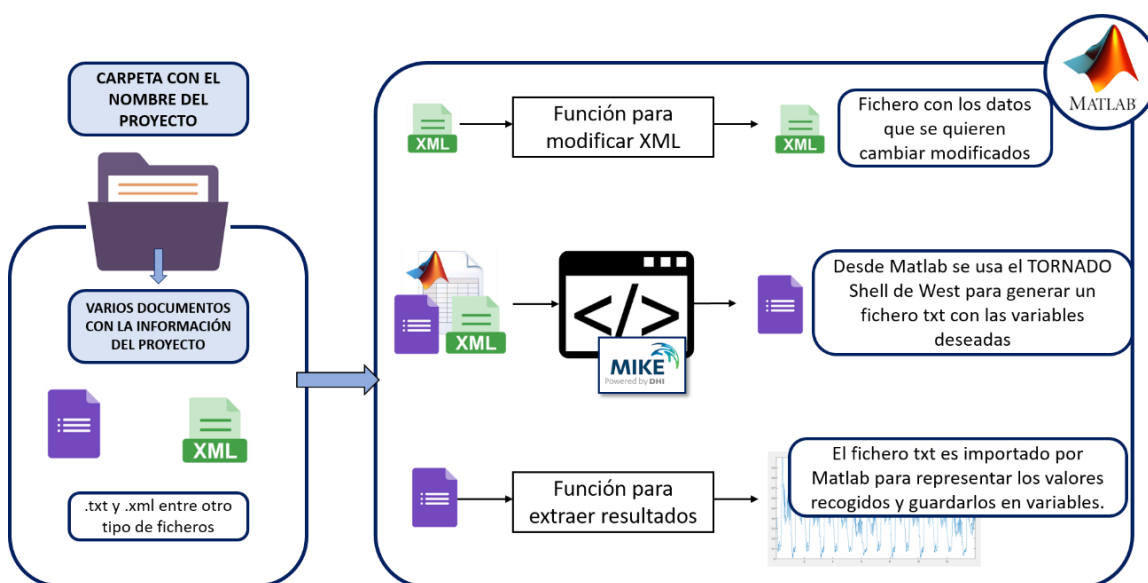 CARPETA CON EL
NOMBRE DEL
PROYECTO
VARIOS DOCUMENTOS
CON LA INFORMACIÓN
DEL PROYECTO
XML
.txt y .xml entre otro
tipo de ficheros
MATLAB
XML
Función para
modificar XML
XML
Fichero con los datos
que se quieren
cambiar modificados
XML
</>
MIKE
Powered by DHI
Desde Matlab se usa el TORNADO
Shell de West para generar un
fichero txt con las variables
deseadas
Función para
extraer resultados
El fichero txt es importado por
Matlab para representar los valores
recogidos y guardarlos en variables.